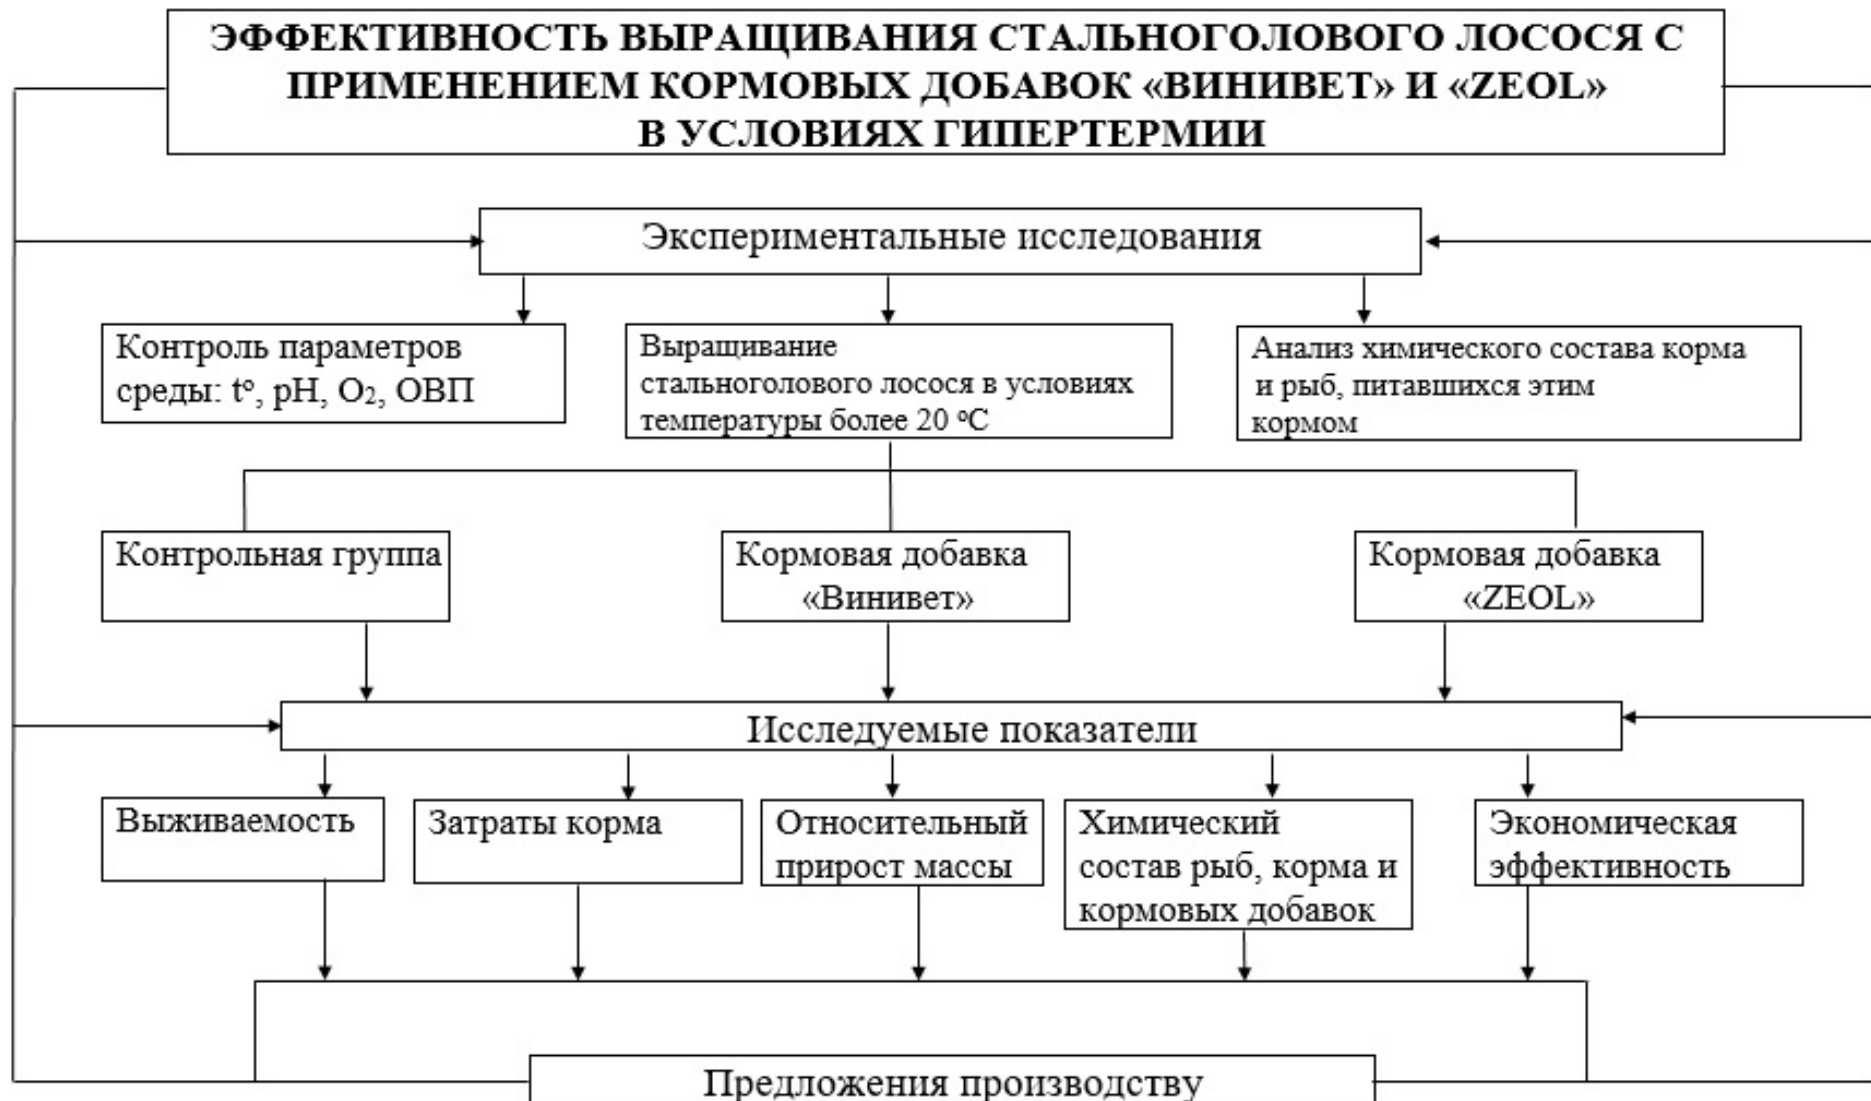 ЭФФЕКТИВНОСТЬ ВЫРАЩИВАНИЯ СТАЛЬНОГОЛОВОГО ЛОСОСЯ С
ПРИМЕНЕНИЕМ КОРМОВЫХ ДОБАВОК «ВИНИВЕТ» И «ZEOL»
В УСЛОВИЯХ ГИПЕРТЕРМИИ
Экспериментальные исследования
Контроль параметров
среды: tº, pH, O₂, ОВП
Выращивание
стальноголового лосося в условиях
температуры более 20 ºС
Анализ химического состава корма
и рыб, питавшихся этим
кормом
Контрольная группа
Кормовая добавка
«Винивет»
Кормовая добавка
«ZEOL»
Исследуемые показатели
Выживаемость
Затраты корма
Относительный
прирост массы
Химический
состав рыб, корма и
кормовых добавок
Экономическая
эффективность
Предложения производству